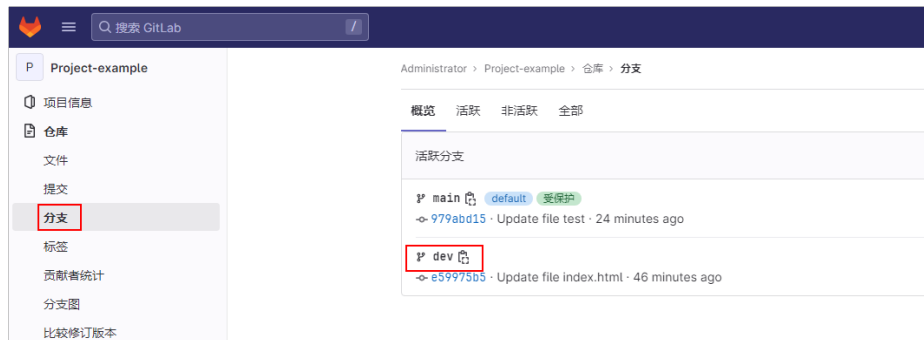 搜索 GitLab /
P Project-example
项目信息
仓库
文件
提交
分支
标签
贡献者统计
分支图
比较修订版本
Administrator › Project-example › 仓库 › 分支
概览 活跃 非活跃 全部
活跃分支
main default 受保护
979abd15 · Update file test · 24 minutes ago
dev
e59975b5 · Update file index.html · 46 minutes ago